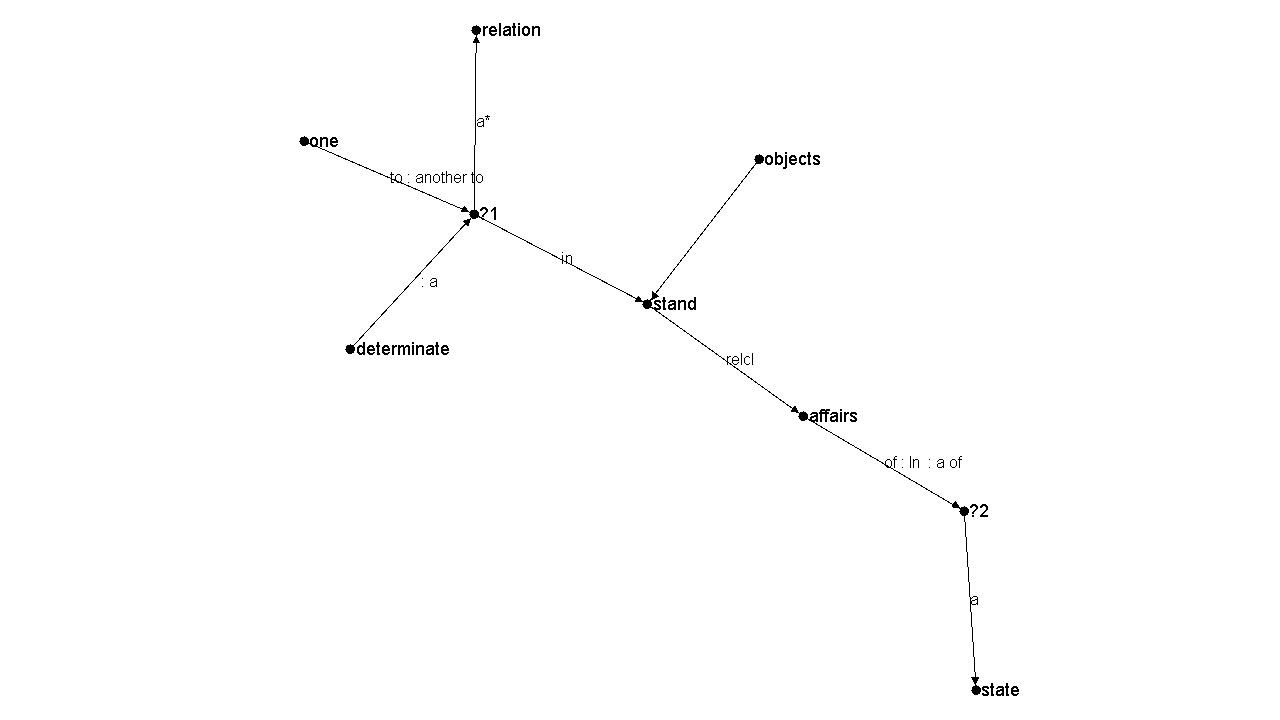 relation
a*
one
objects
to : another to
?1
in
: a
stand
determinate
relcl
affairs
of : In : a of
?2
a
state